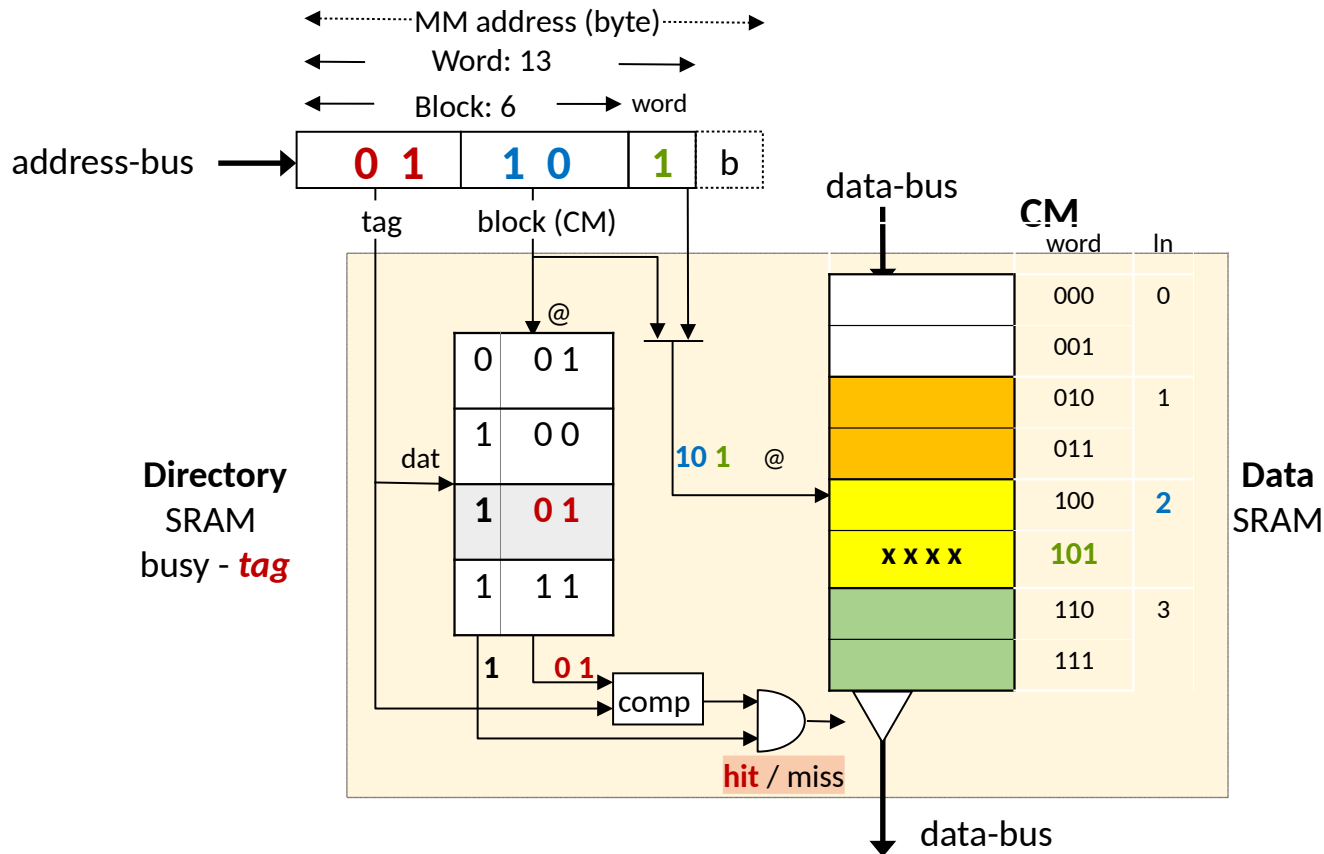 MM address (byte)
Word: 13
Block: 6 word
address-bus 0 1 1 0 1 b
tag block (CM)
data-bus
CM
word ln
@
0 0 1
1 0 0
1 0 1
1 1 1
dat
Directory
SRAM
busy - tag
10 1 @
000 0
001
010 1
011
100 2
x x x x 101
110 3
111
Data
SRAM
1 0 1
comp
hit / miss
data-bus